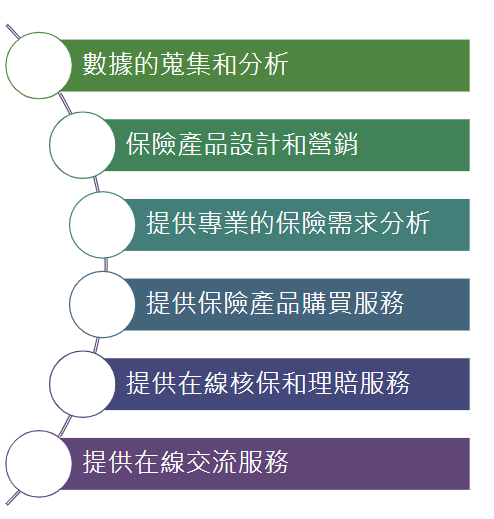 數據的蒐集和分析
保險產品設計和營銷
提供專業的保險需求分析
提供保險產品購買服務
提供在線核保和理賠服務
提供在線交流服務